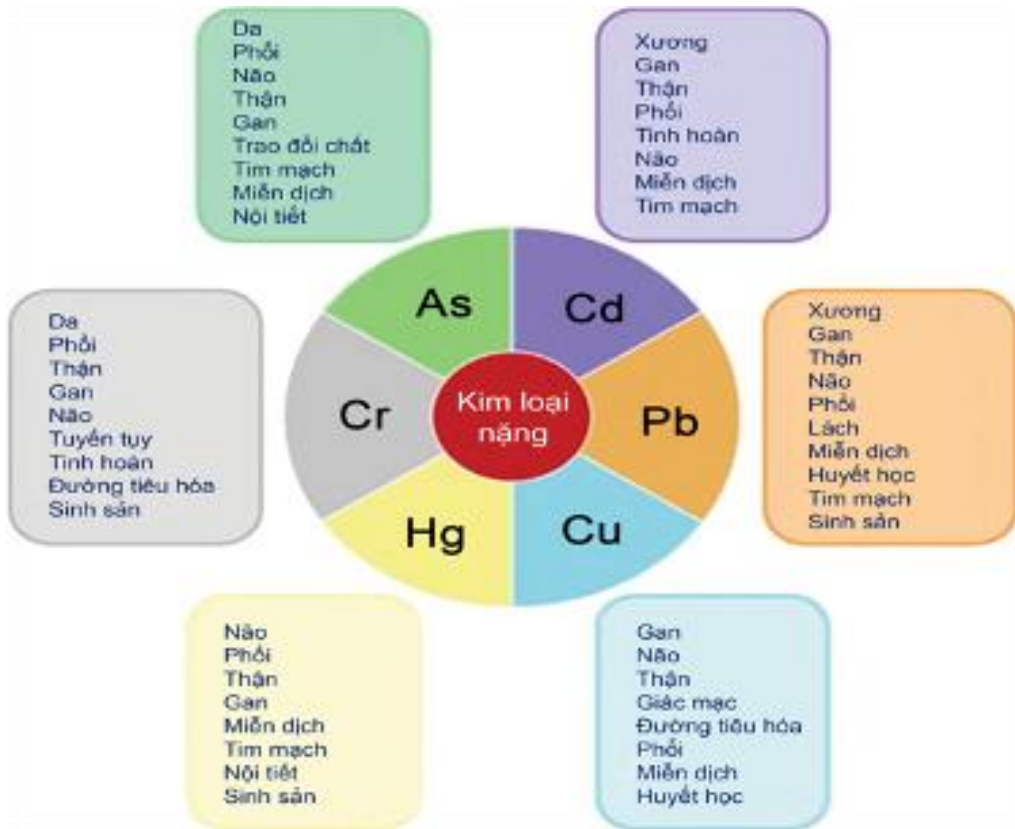 Da
Phổi
Não
Thận
Gan
Trao đổi chất
Tim mạch
Miễn dịch
Nội tiết
Xương
Gan
Thận
Phổi
Tinh hoàn
Não
Miễn dịch
Tim mạch
As
Cd
Da
Phổi
Thận
Gan
Não
Tuyến tụy
Tinh hoàn
Đường tiêu hóa
Sinh sản
Cr
Kim loại
nặng
Pb
Xương
Gan
Thận
Não
Phổi
Lách
Miễn dịch
Huyết học
Tim mạch
Sinh sản
Hg
Cu
Não
Phổi
Thận
Gan
Miễn dịch
Tim mạch
Nội tiết
Sinh sản
Gan
Não
Thận
Giác mạc
Đường tiêu hóa
Phổi
Miễn dịch
Huyết học